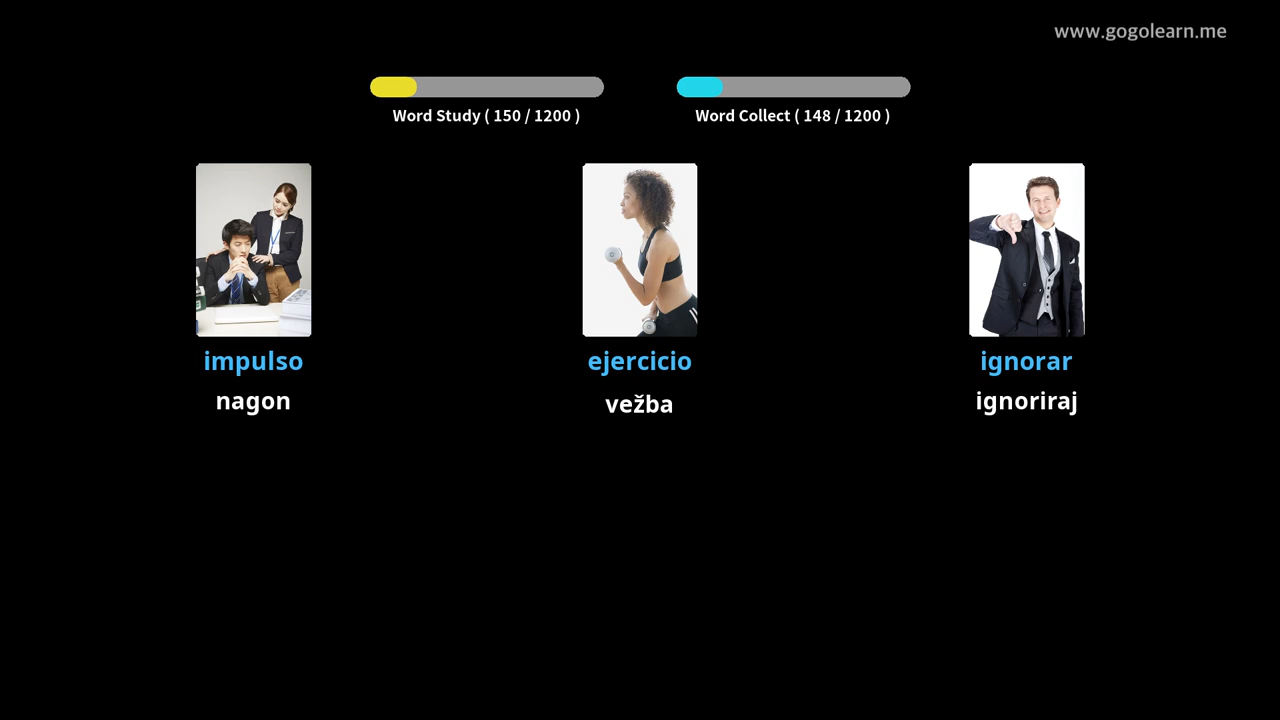 www.gogolearn.me
Word Study ( 150 / 1200 )
Word Collect ( 148 / 1200 )
impulso
nagon
ejercicio
vežba
ignorar
ignoriraj